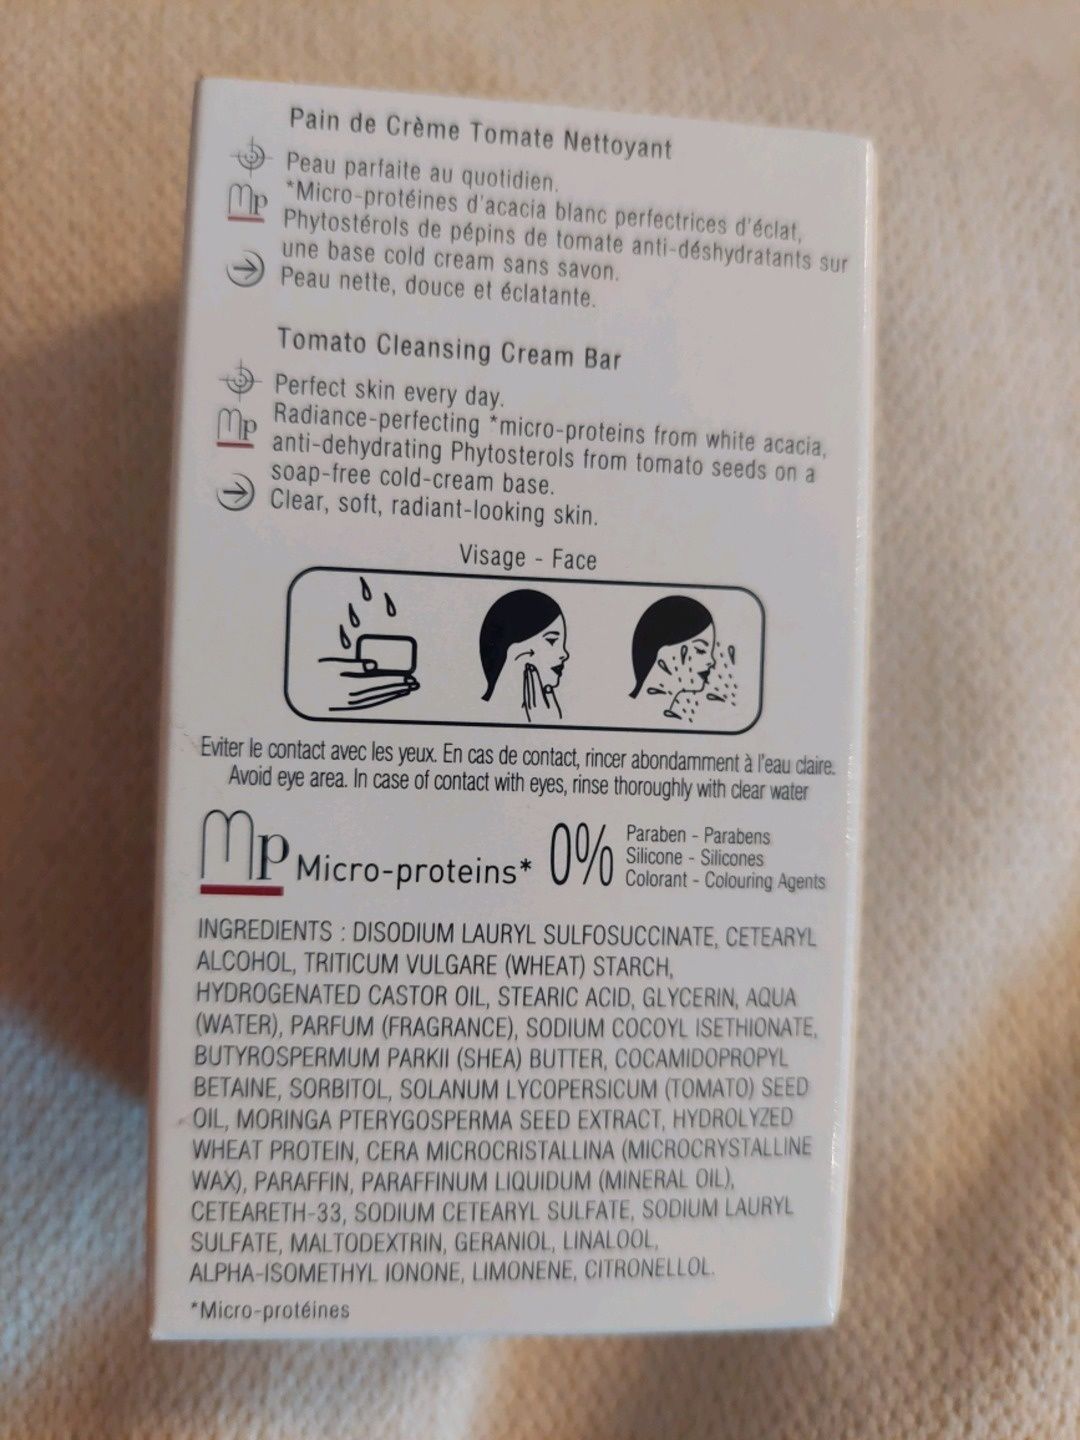 Pain de Crème Tomate Nettoyant
Peau parfaite au quotidien.
Mp *Micro-protéines d'acacia blanc perfectrices d'éclat,
Phytostérols de pépins de tomate anti-déshydratants sur
une base cold cream sans savon.
Peau nette, douce et éclatante.
Tomato Cleansing Cream Bar
Perfect skin every day.
Mp Radiance-perfecting *micro-proteins from white acacia,
anti-dehydrating Phytosterols from tomato seeds on a
soap-free cold-cream base.
Clear, soft, radiant-looking skin.
Visage - Face
Eviter le contact avec les yeux. En cas de contact, rincer abondamment à l'eau claire.
Avoid eye area. In case of contact with eyes, rinse thoroughly with clear water
Mp Micro-proteins* 0% Paraben - Parabens
Silicone - Silicones
Colorant - Colouring Agents
INGREDIENTS : DISODIUM LAURYL SULFOSUCCINATE, CETEARYL
ALCOHOL, TRITICUM VULGARE (WHEAT) STARCH,
HYDROGENATED CASTOR OIL, STEARIC ACID, GLYCERIN, AQUA
(WATER), PARFUM (FRAGRANCE), SODIUM COCOYL ISETHIONATE,
BUTYROSPERMUM PARKII (SHEA) BUTTER, COCAMIDOPROPYL
BETAINE, SORBITOL, SOLANUM LYCOPERSICUM (TOMATO) SEED
OIL, MORINGA PTERYGOSPERMA SEED EXTRACT, HYDROLYZED
WHEAT PROTEIN, CERA MICROCRISTALLINA (MICROCRYSTALLINE
WAX), PARAFFIN, PARAFFINUM LIQUIDUM (MINERAL OIL),
CETEARETH-33, SODIUM CETEARYL SULFATE, SODIUM LAURYL
SULFATE, MALTODEXTRIN, GERANIOL, LINALOOL,
ALPHA-ISOMETHYL IONONE, LIMONENE, CITRONELLOL.
*Micro-protéines